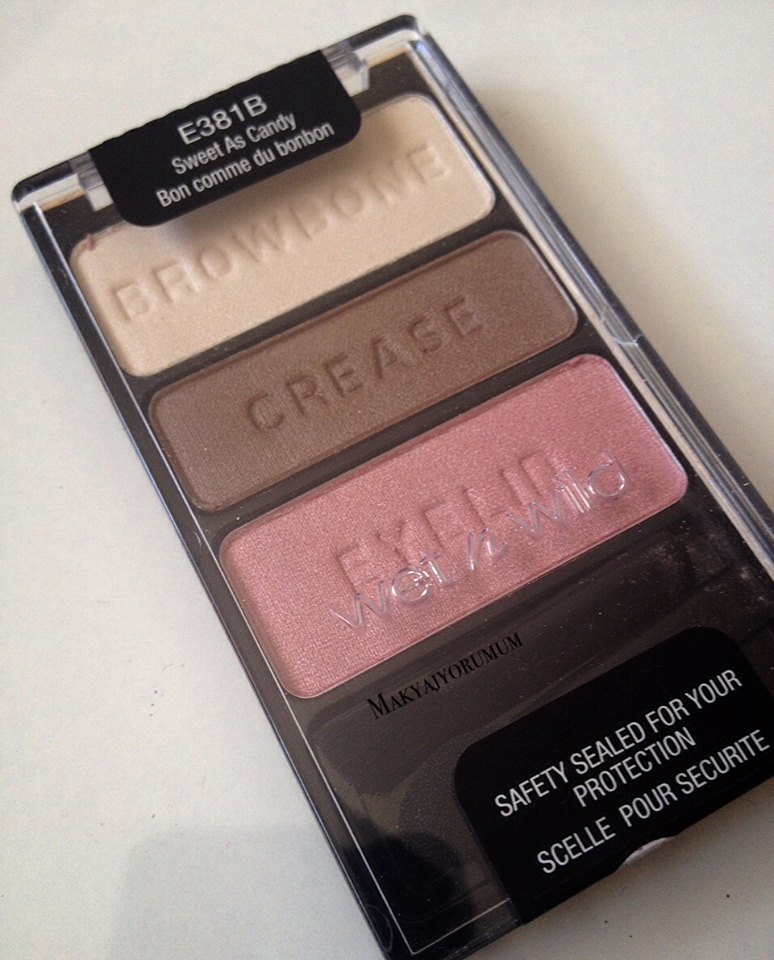 E381B
Sweet As Candy
Bon comme du bonbon
BROWBONE
CREASE
EYELID
wet n wild
MAKYAJYORUMUM
SAFETY SEALED FOR YOUR
PROTECTION
SCELLE POUR SECURITE